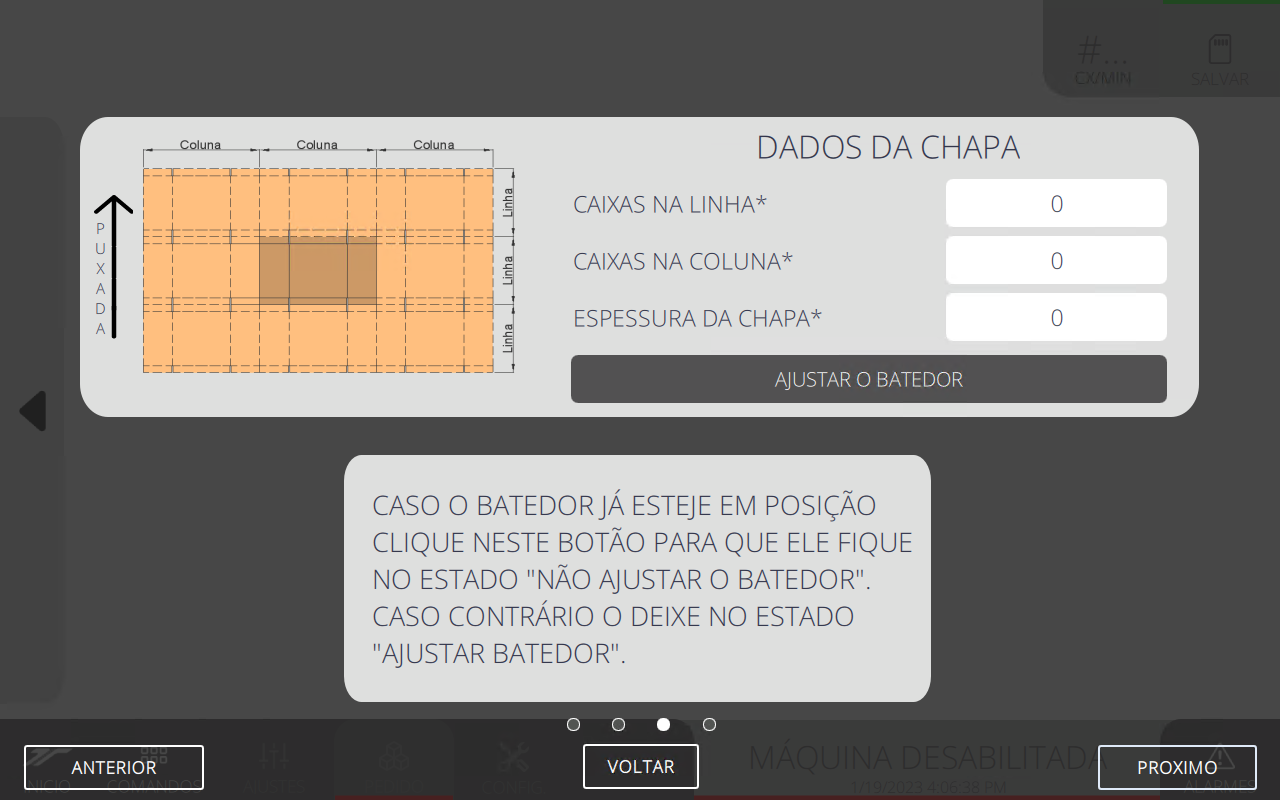 #...
CX/MIN
SALVAR
Coluna
Coluna
Coluna
Linha
Linha
Linha
PUXADA
DADOS DA CHAPA
CAIXAS NA LINHA*
0
CAIXAS NA COLUNA*
0
ESPESSURA DA CHAPA*
0
AJUSTAR O BATEDOR
CASO O BATEDOR JÁ ESTEJE EM POSIÇÃO
CLIQUE NESTE BOTÃO PARA QUE ELE FIQUE
NO ESTADO "NÃO AJUSTAR O BATEDOR".
CASO CONTRÁRIO O DEIXE NO ESTADO
"AJUSTAR BATEDOR".
ANTERIOR
VOLTAR
PROXIMO
INICIO
COMANDOS
AJUSTES
CONFIG
MÁQUINA DESABILITADA
1/19/2023 4:06:38 PM
ALARMES